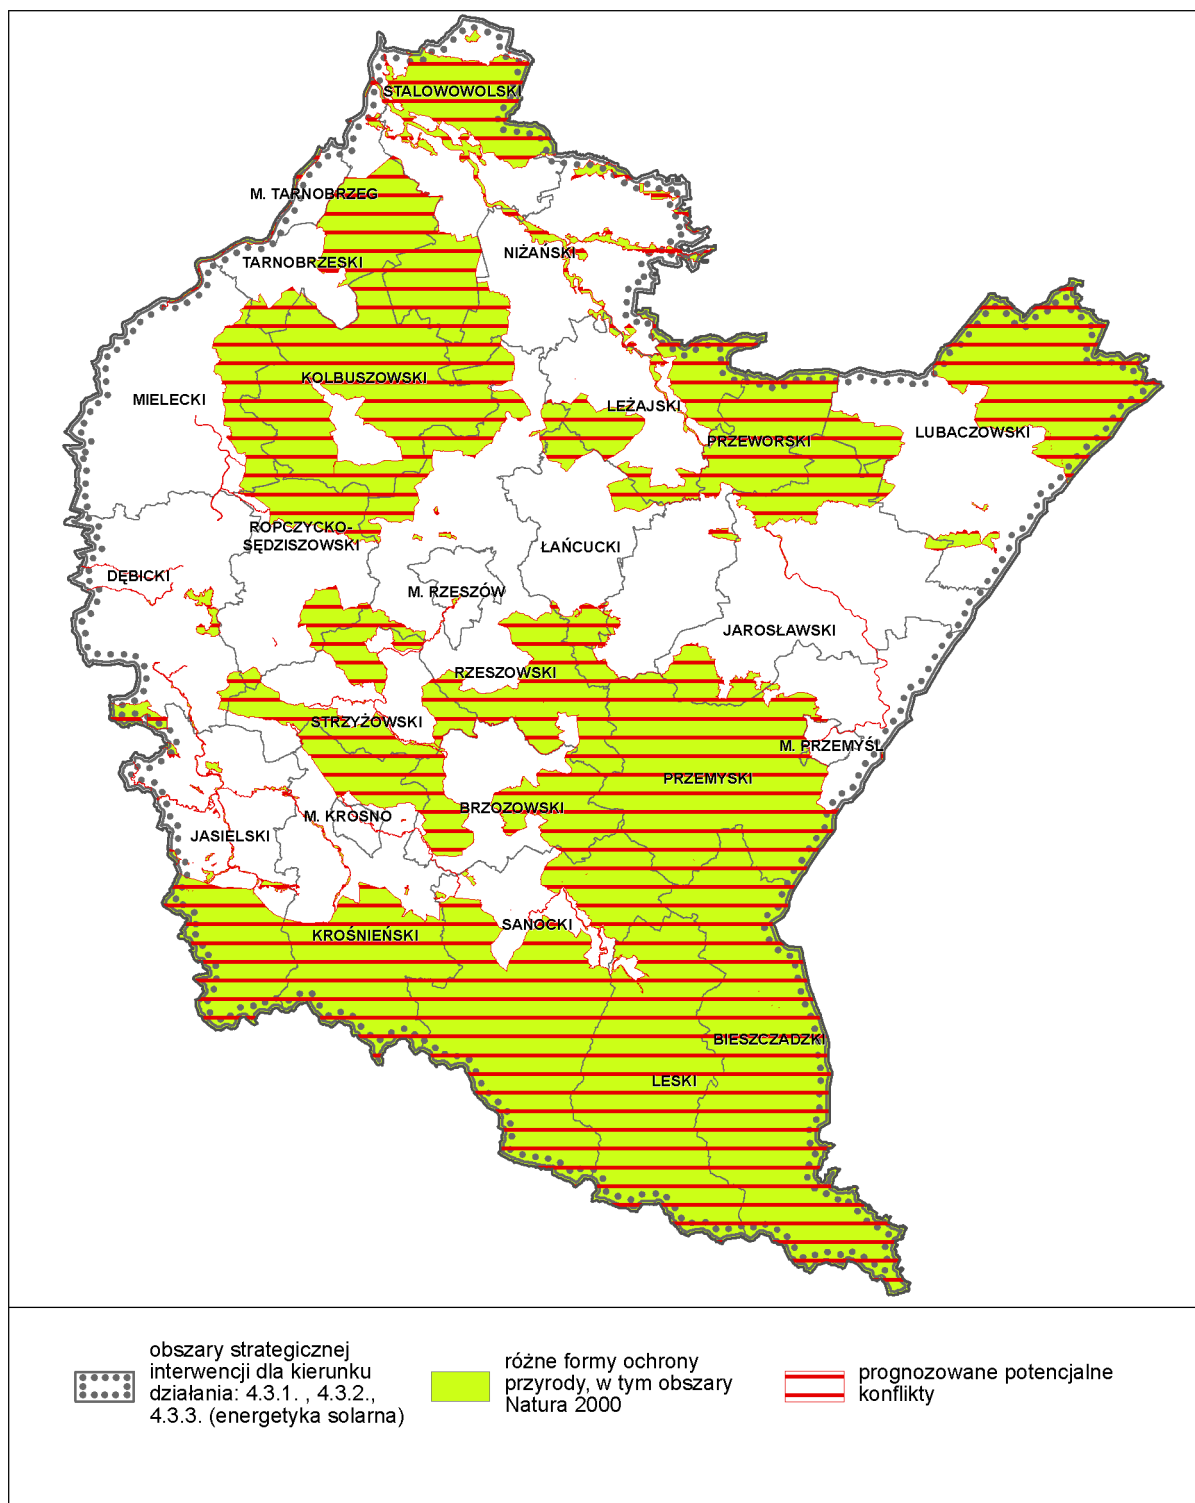 STALOWOWOLSKI
M. TARNOBRZEG
NIŻAŃSKI
TARNOBRZESKI
KOLBUSZOWSKI
MIELECKI
LEŻAJSKI
LUBACZOWSKI
PRZEWORSKI
ROPCZYCKO-
SĘDZISZOWSKI
ŁAŃCUCKI
DĘBICKI
M. RZESZÓW
JAROSŁAWSKI
RZESZOWSKI
STRZYŻOWSKI
M. PRZEMYŚL
PRZEMYSKI
BRZOZOWSKI
M. KROSNO
JASIELSKI
SANOCKI
KROŚNIEŃSKI
BIESZCZADZKI
LESKI
obszary strategicznej
interwencji dla kierunku
działania: 4.3.1. , 4.3.2.,
4.3.3. (energetyka solarna)
różne formy ochrony
przyrody, w tym obszary
Natura 2000
prognozowane potencjalne
konflikty